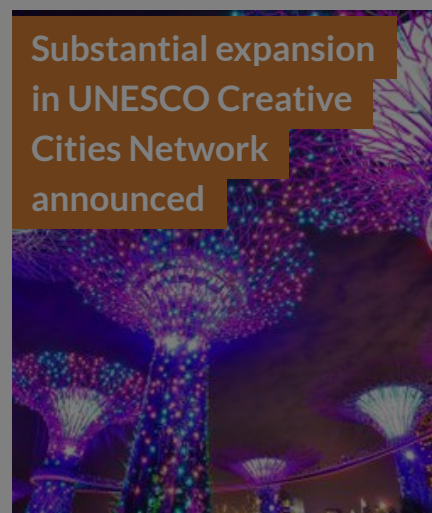 Substantial expansion
in UNESCO Creative
Cities Network
announced